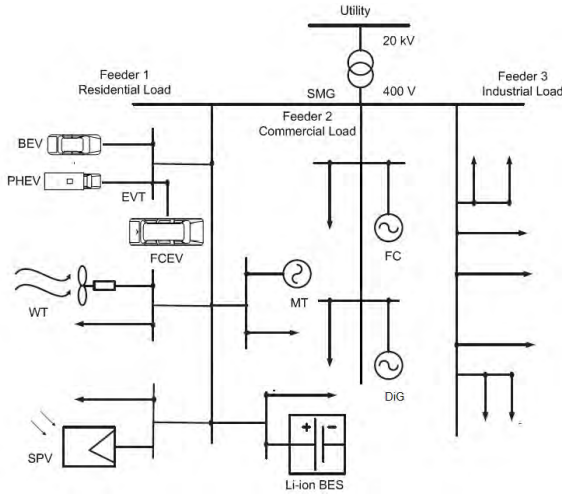 Utility
20 kV
Feeder 1
Residential Load
SMG
400 V
Feeder 3
Industrial Load
Feeder 2
Commercial Load
BEV
PHEV
EVT
FCEV
FC
WT
MT
DiG
SPV
+ −
Li-ion BES